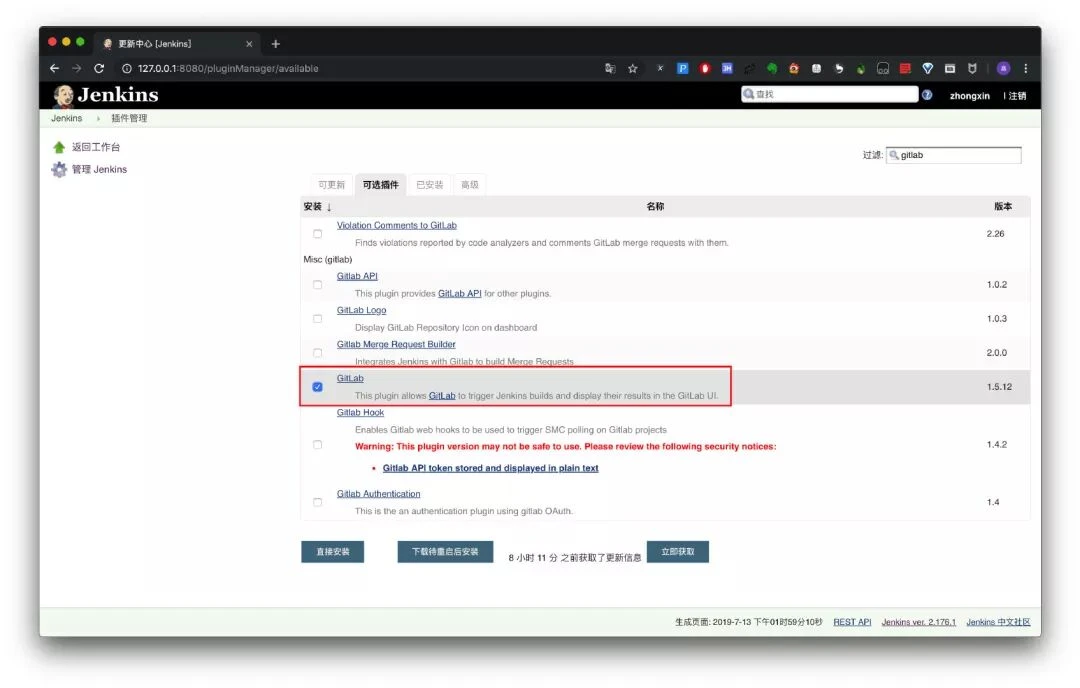 更新中心 [Jenkins]
127.0.0.1:8080/pluginManager/available
Jenkins
查找
zhongxin
注销
Jenkins
插件管理
返回工作台
管理 Jenkins
过滤:
gitlab
可更新
可选插件
已安装
高级
安装 ↓
名称
版本
Violation Comments to GitLab
Finds violations reported by code analyzers and comments GitLab merge requests with them.
2.26
Misc (gitlab)
Gitlab API
This plugin provides GitLab API for other plugins.
1.0.2
GitLab Logo
Display GitLab Repository Icon on dashboard
1.0.3
Gitlab Merge Request Builder
Integrates Jenkins with Gitlab to build Merge Requests
2.0.0
GitLab
This plugin allows GitLab to trigger Jenkins builds and display their results in the GitLab UI.
1.5.12
Gitlab Hook
Enables Gitlab web hooks to be used to trigger SMC polling on Gitlab projects
Warning: This plugin version may not be safe to use. Please review the following security notices:
• Gitlab API token stored and displayed in plain text
1.4.2
Gitlab Authentication
This is the an authentication plugin using gitlab OAuth.
1.4
直接安装
下载待重启后安装
8 小时 11 分 之前获取了更新信息
立即获取
生成页面: 2019-7-13 下午01时59分10秒
REST API
Jenkins ver. 2.176.1
Jenkins 中文社区